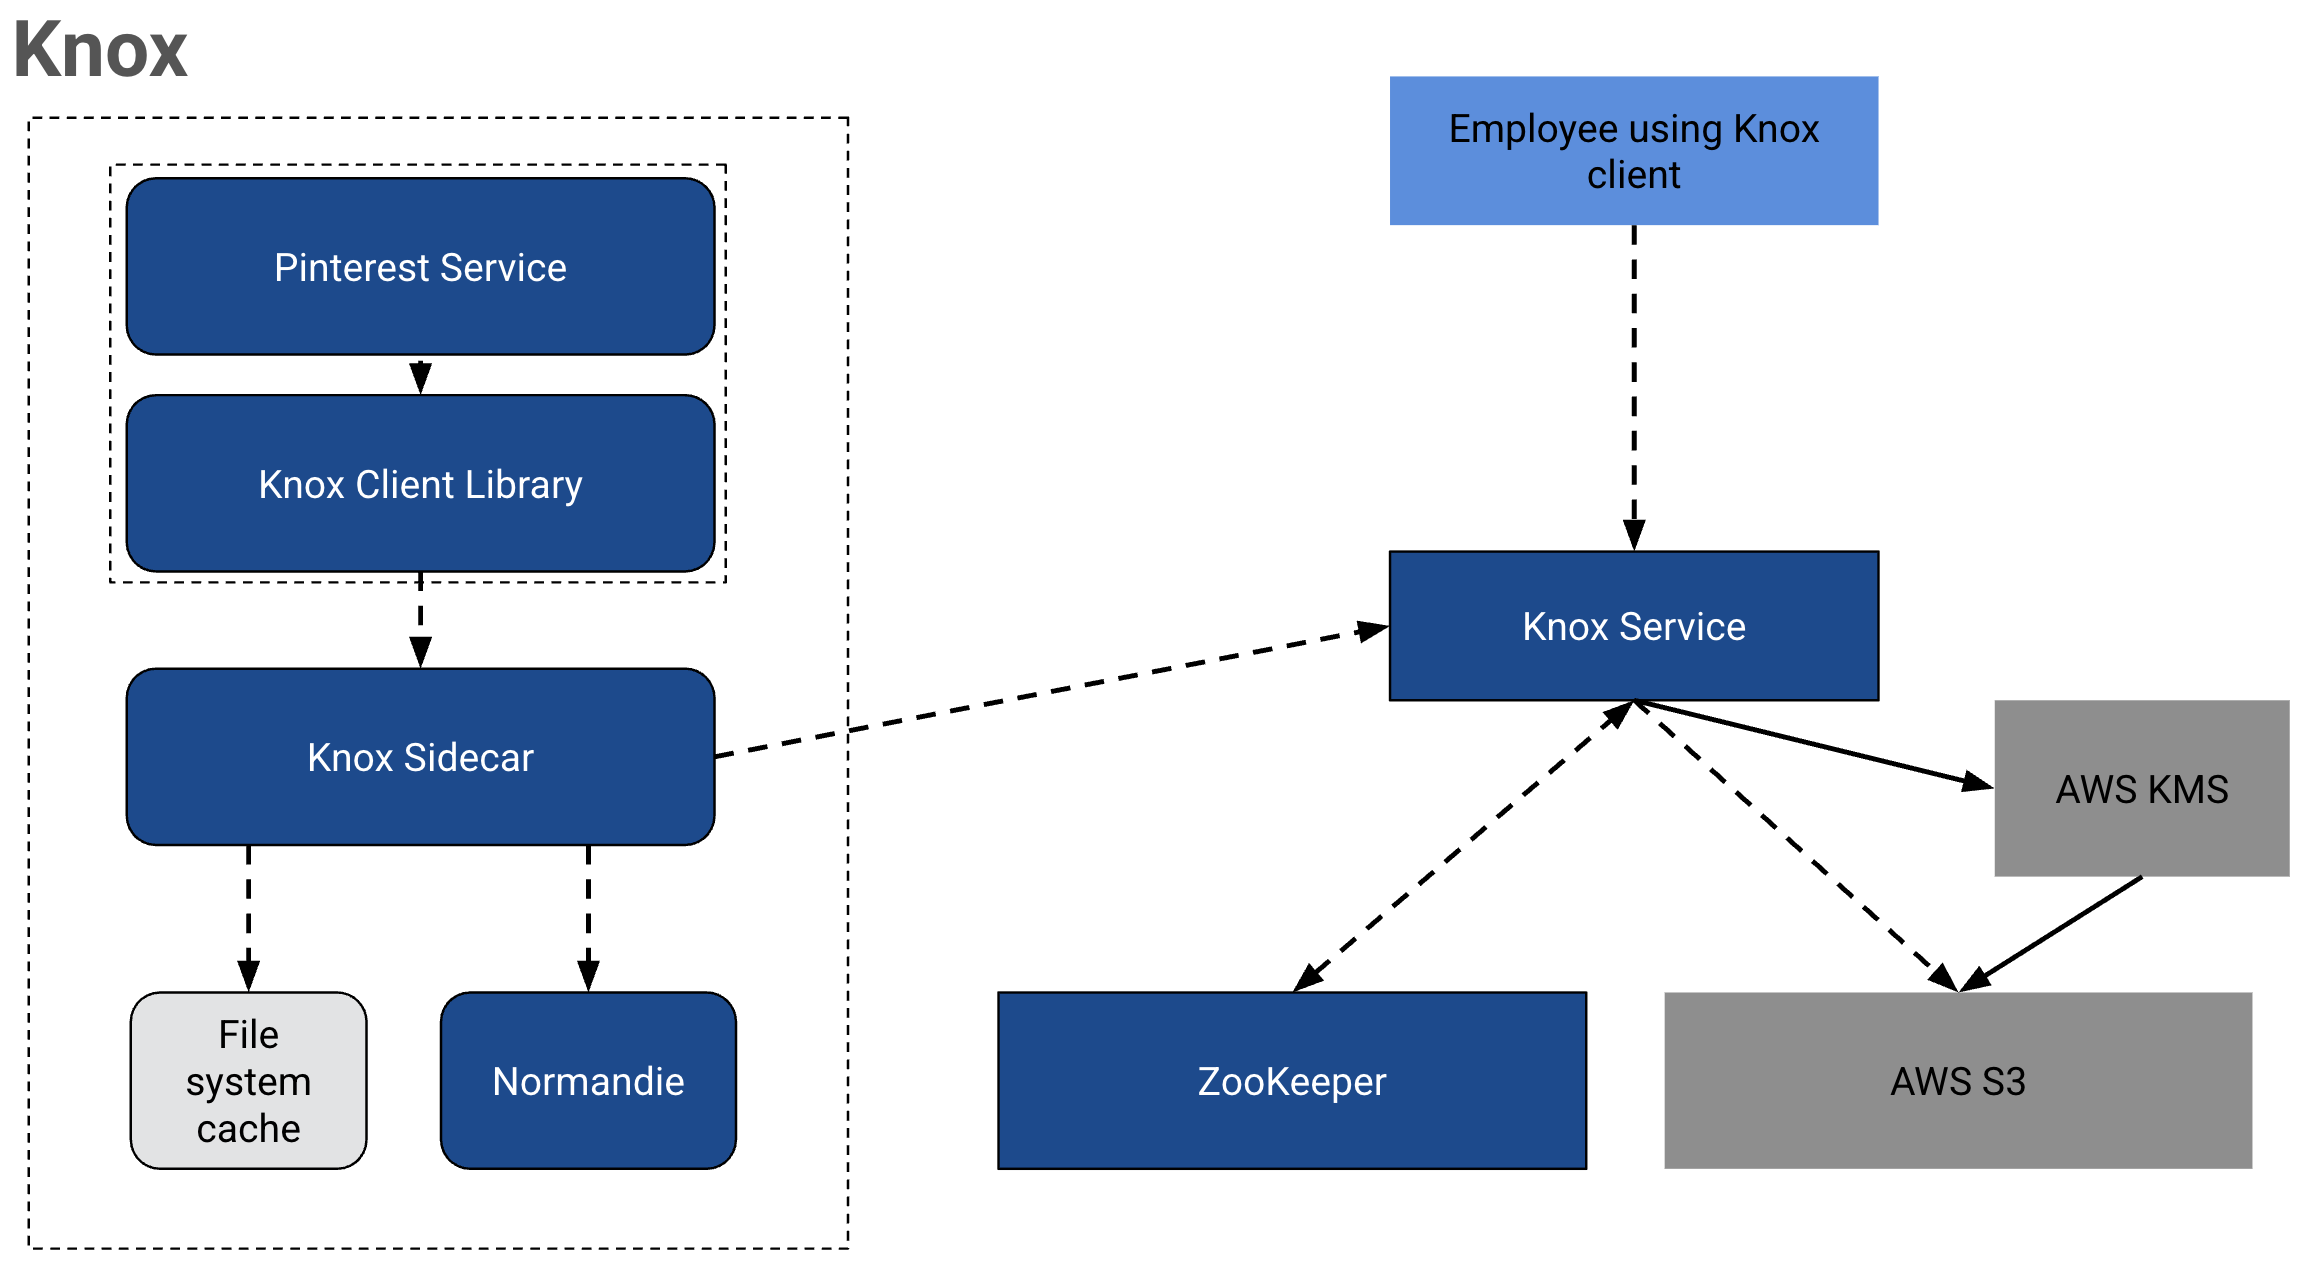 Knox
Pinterest Service
Knox Client Library
Knox Sidecar
File
system
cache
Normandie
Employee using Knox
client
Knox Service
AWS KMS
ZooKeeper
AWS S3